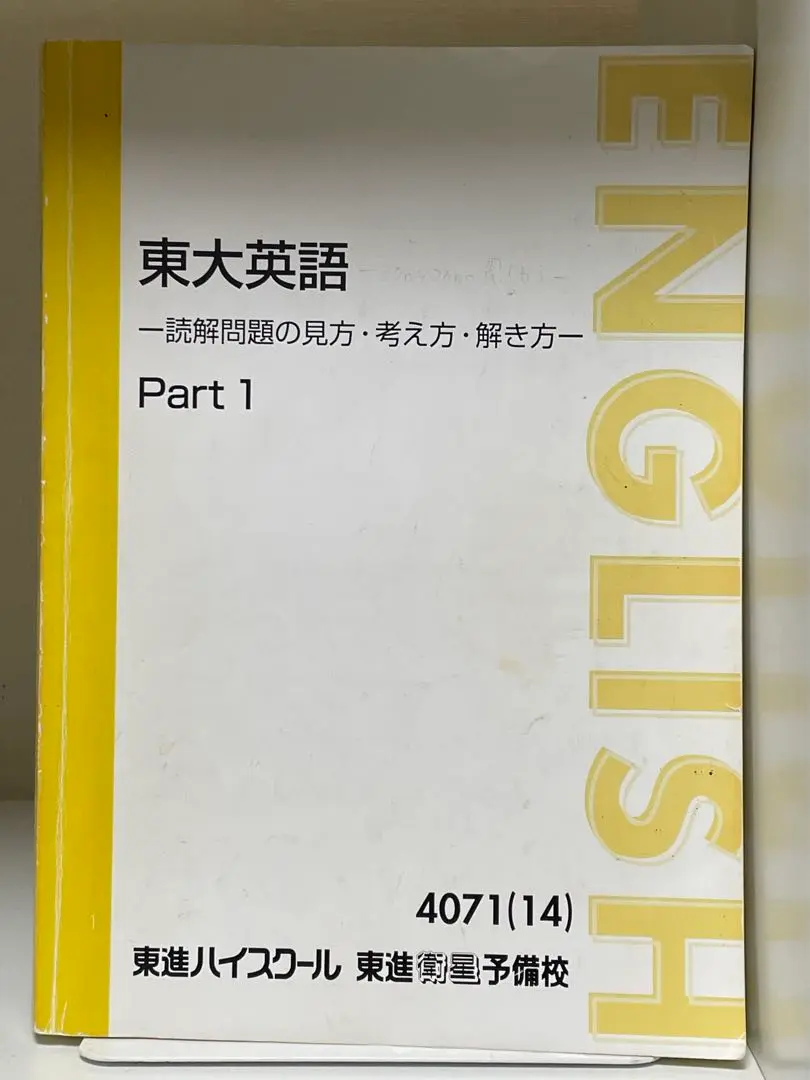 東大英語
ー読解問題の見方・考え方・解き方ー
Part 1
ENGLISH
4071(14)
東進ハイスクール 東進衛星予備校